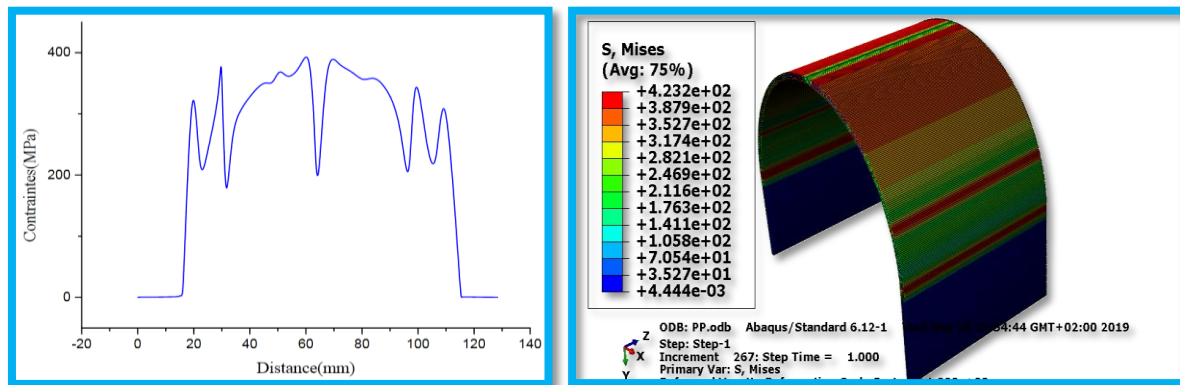 400
200
0
Contraintes(MPa)
-20
0
20
40
60
80
100
120
140
Distance(mm)
S, Mises
(Avg: 75%)
+4.232e+02
+3.879e+02
+3.527e+02
+3.174e+02
+2.821e+02
+2.469e+02
+2.116e+02
+1.763e+02
+1.411e+02
+1.058e+02
+7.054e+01
+3.527e+01
+4.444e-03
ODB: PP.odb Abaqus/Standard 6.12-1 GMT+02:00 2019
Step: Step-1
Increment 267: Step Time = 1.000
Primary Var: S, Mises
Z
X
Y